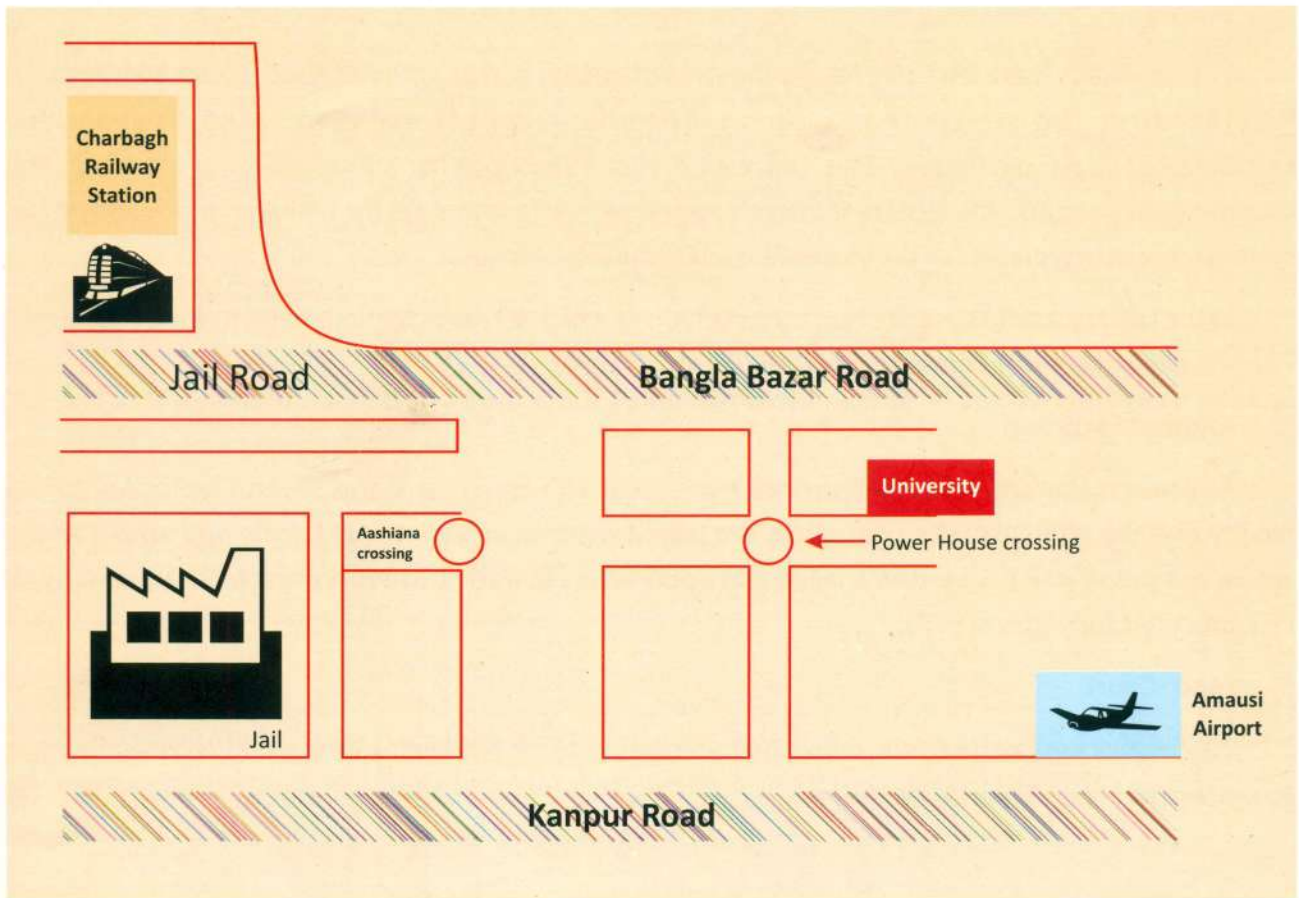 Charbagh
Railway
Station
Jail Road
Bangla Bazar Road
University
Aashiana
crossing
Power House crossing
Jail
Amausi
Airport
Kanpur Road